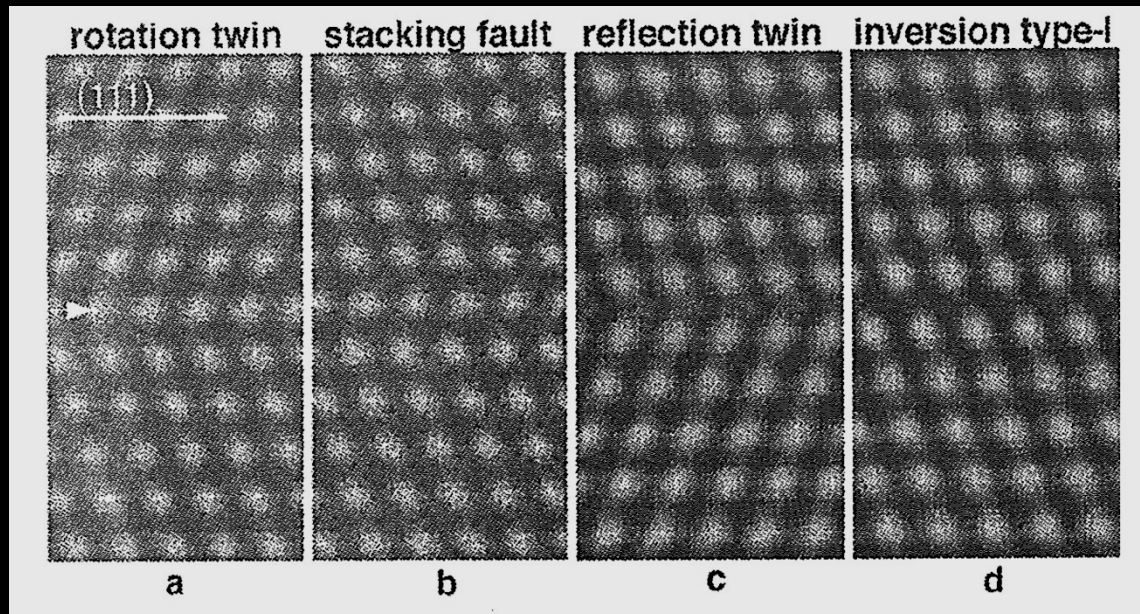 rotation twin stacking fault reflection twin inversion type-I
(111)
a b c d